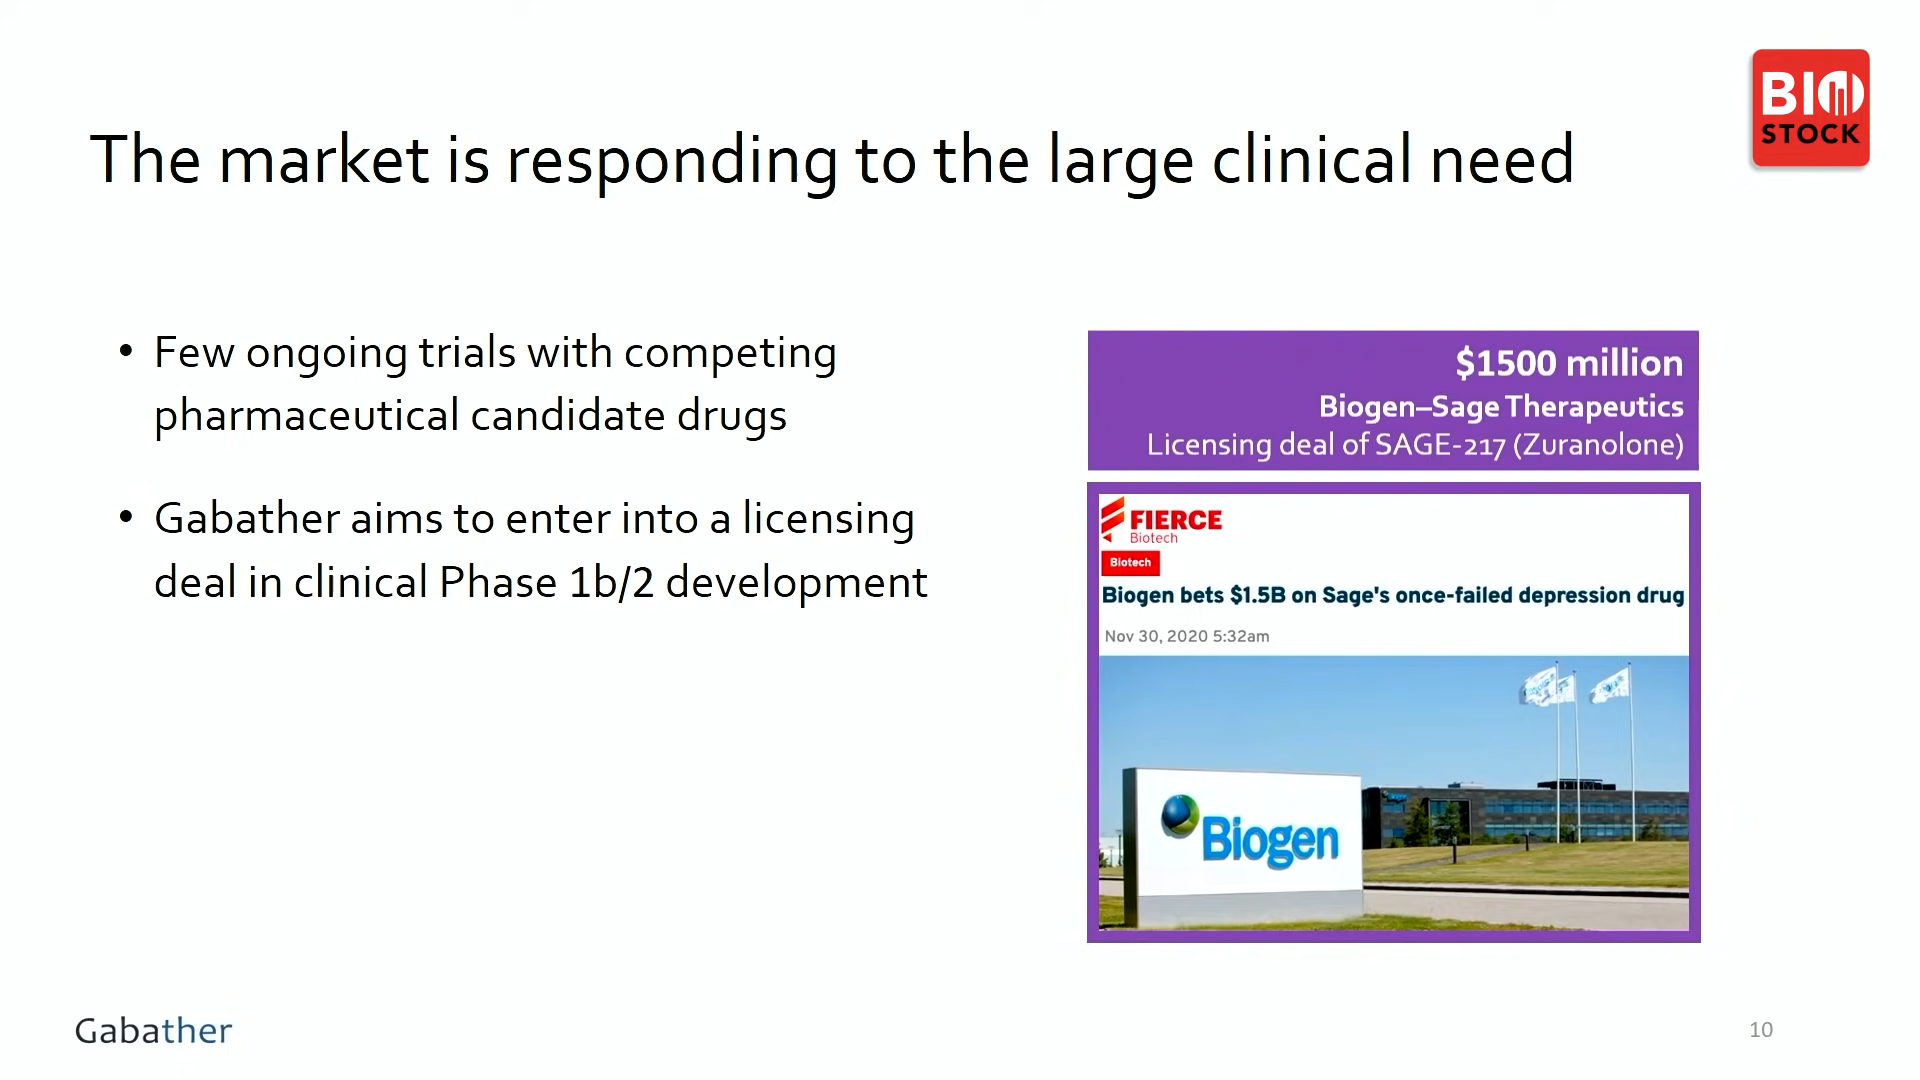 BIO
STOCK
The market is responding to the large clinical need
• Few ongoing trials with competing
pharmaceutical candidate drugs
• Gabather aims to enter into a licensing
deal in clinical Phase 1b/2 development
$1500 million
Biogen–Sage Therapeutics
Licensing deal of SAGE-217 (Zuranolone)
FIERCE
Biotech
Biotech
Biogen bets $1.5B on Sage's once-failed depression drug
Nov 30, 2020 5:32am
Biogen
Gabather
10